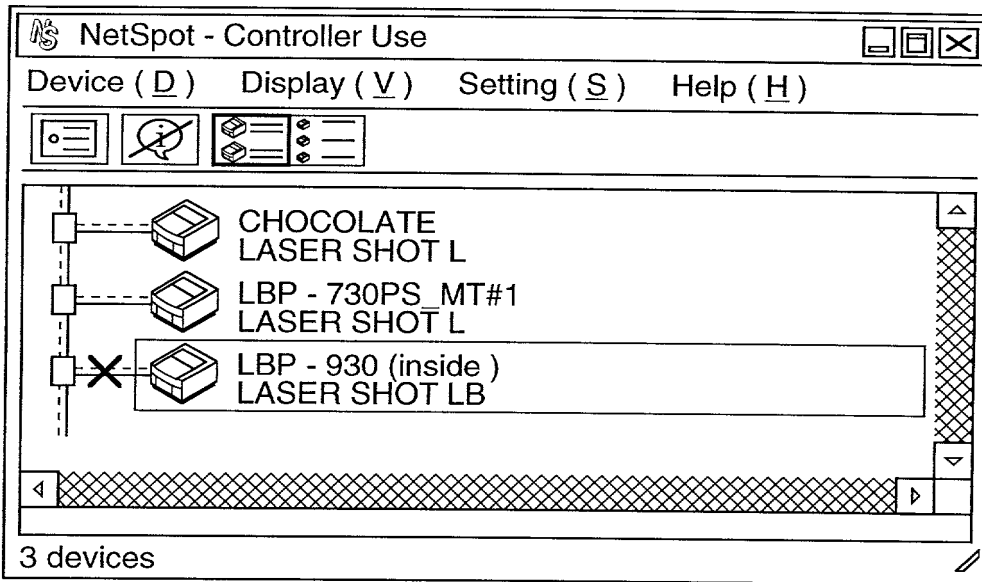 NS NetSpot - Controller Use
Device ( D ) Display ( V ) Setting ( S ) Help ( H )
i
CHOCOLATE
LASER SHOT L
LBP - 730PS_MT#1
LASER SHOT L
LBP - 930 (inside )
LASER SHOT LB
3 devices